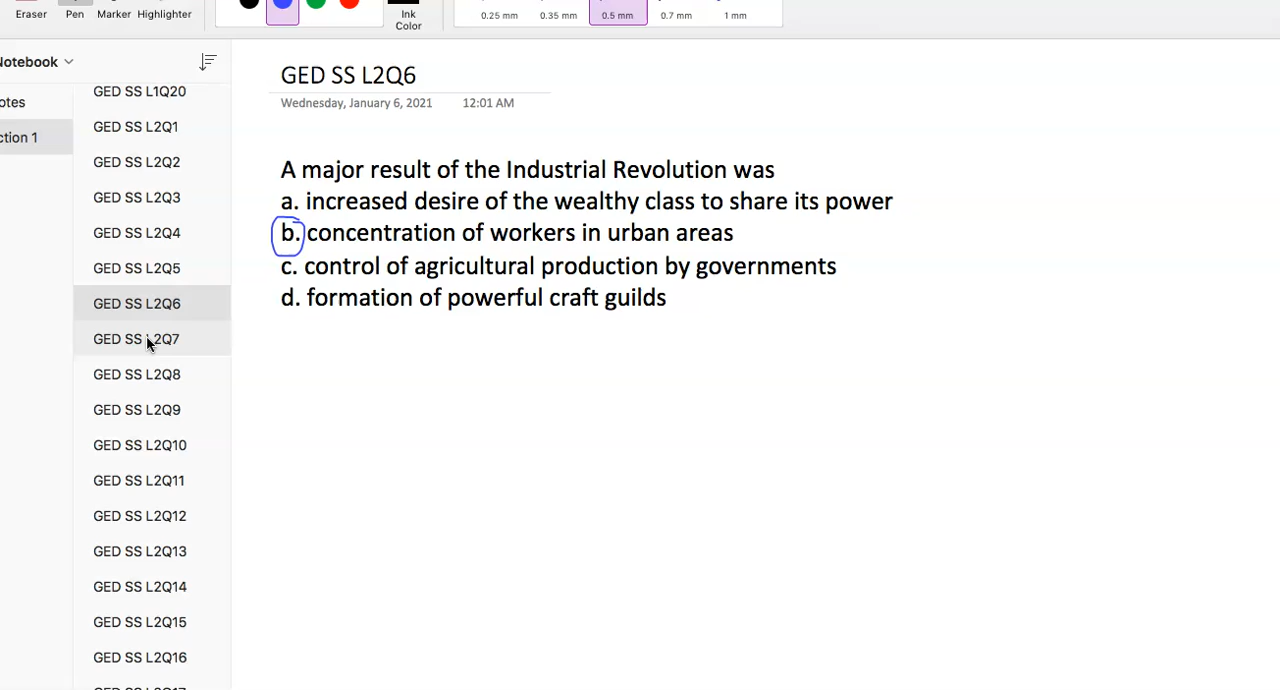 Eraser Pen Marker Highlighter
Ink
Color
0.25 mm 0.35 mm 0.5 mm 0.7 mm 1 mm
Notebook
GED SS L2Q6
Wednesday, January 6, 2021 12:01 AM
GED SS L1Q20
GED SS L2Q1
GED SS L2Q2
GED SS L2Q3
GED SS L2Q4
GED SS L2Q5
GED SS L2Q6
GED SS L2Q7
GED SS L2Q8
GED SS L2Q9
GED SS L2Q10
GED SS L2Q11
GED SS L2Q12
GED SS L2Q13
GED SS L2Q14
GED SS L2Q15
GED SS L2Q16
A major result of the Industrial Revolution was
a. increased desire of the wealthy class to share its power
b. concentration of workers in urban areas
c. control of agricultural production by governments
d. formation of powerful craft guilds